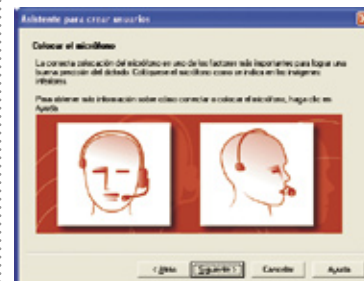 Asistente para crear usuarios
Colocar el micrófono
La correcta colocación del micrófono es uno de los factores más importantes para lograr una
buena precisión del dictado. Colóquese el micrófono como se indica en las imágenes
inferiores.
Para obtener más información sobre cómo conectar o colocar el micrófono, haga clic en
Ayuda.
< Atrás
Siguiente >
Cancelar
Ayuda